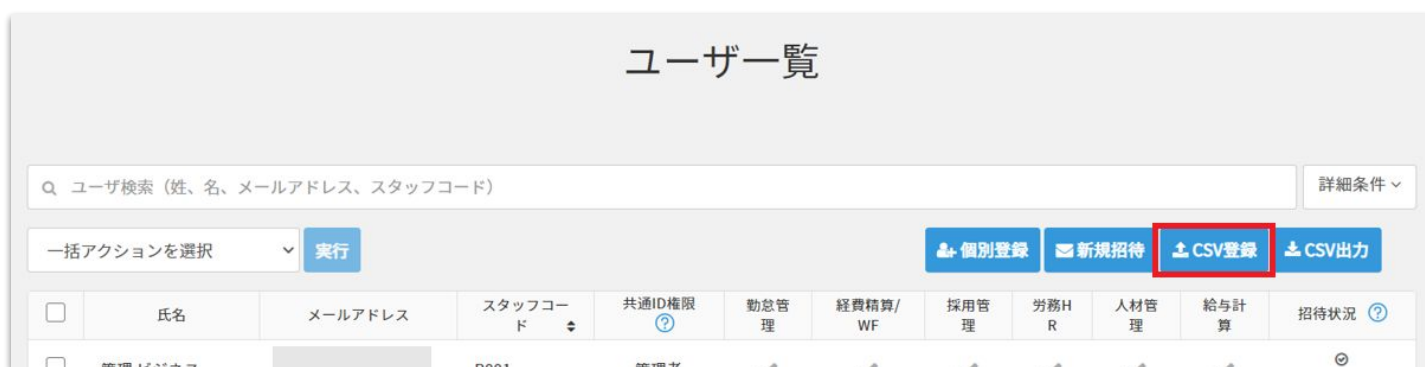 ユーザ一覧
ユーザ検索（姓、名、メールアドレス、スタッフコード）
詳細条件
一括アクションを選択
実行
個別登録
新規招待
CSV登録
CSV出力
氏名
メールアドレス
スタッフコー
ド
共通ID権限
?
勤怠管
理
経費精算/
WF
採用管
理
労務H
R
人材管
理
給与計
算
招待状況 ?